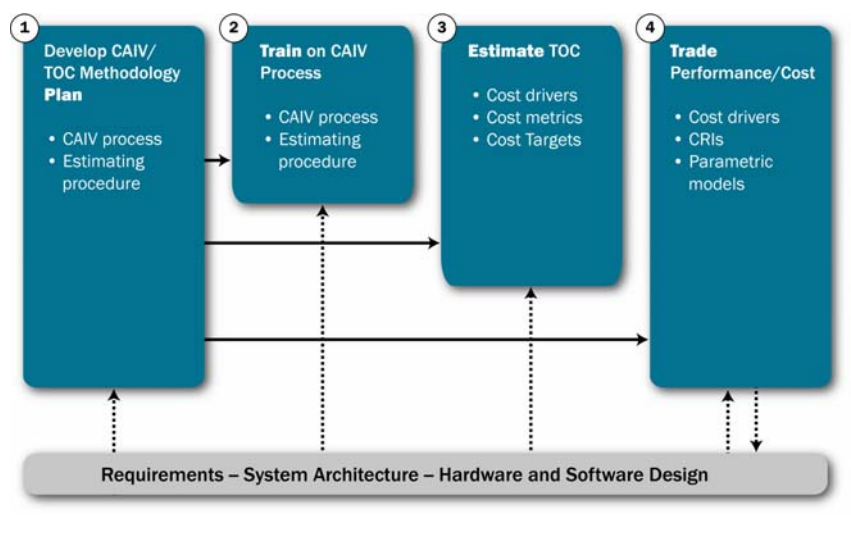 1
Develop CAIV/
TOC Methodology
Plan
• CAIV process
• Estimating
procedure
2
Train on CAIV
Process
• CAIV process
• Estimating
procedure
3
Estimate TOC
• Cost drivers
• Cost metrics
• Cost Targets
4
Trade
Performance/Cost
• Cost drivers
• CRIs
• Parametric
models
Requirements – System Architecture – Hardware and Software Design